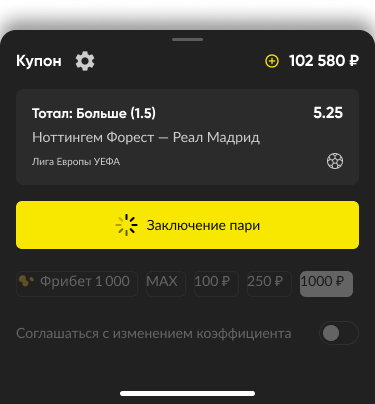 Купон 102 580 ₽
Тотал: Больше (1.5) 5.25
Ноттингем Форест — Реал Мадрид
Лига Европы УЕФА
Заключение пари
Фрибет 1 000 MAX 100 ₽ 250 ₽ 1000 ₽
Соглашаться с изменением коэффициента